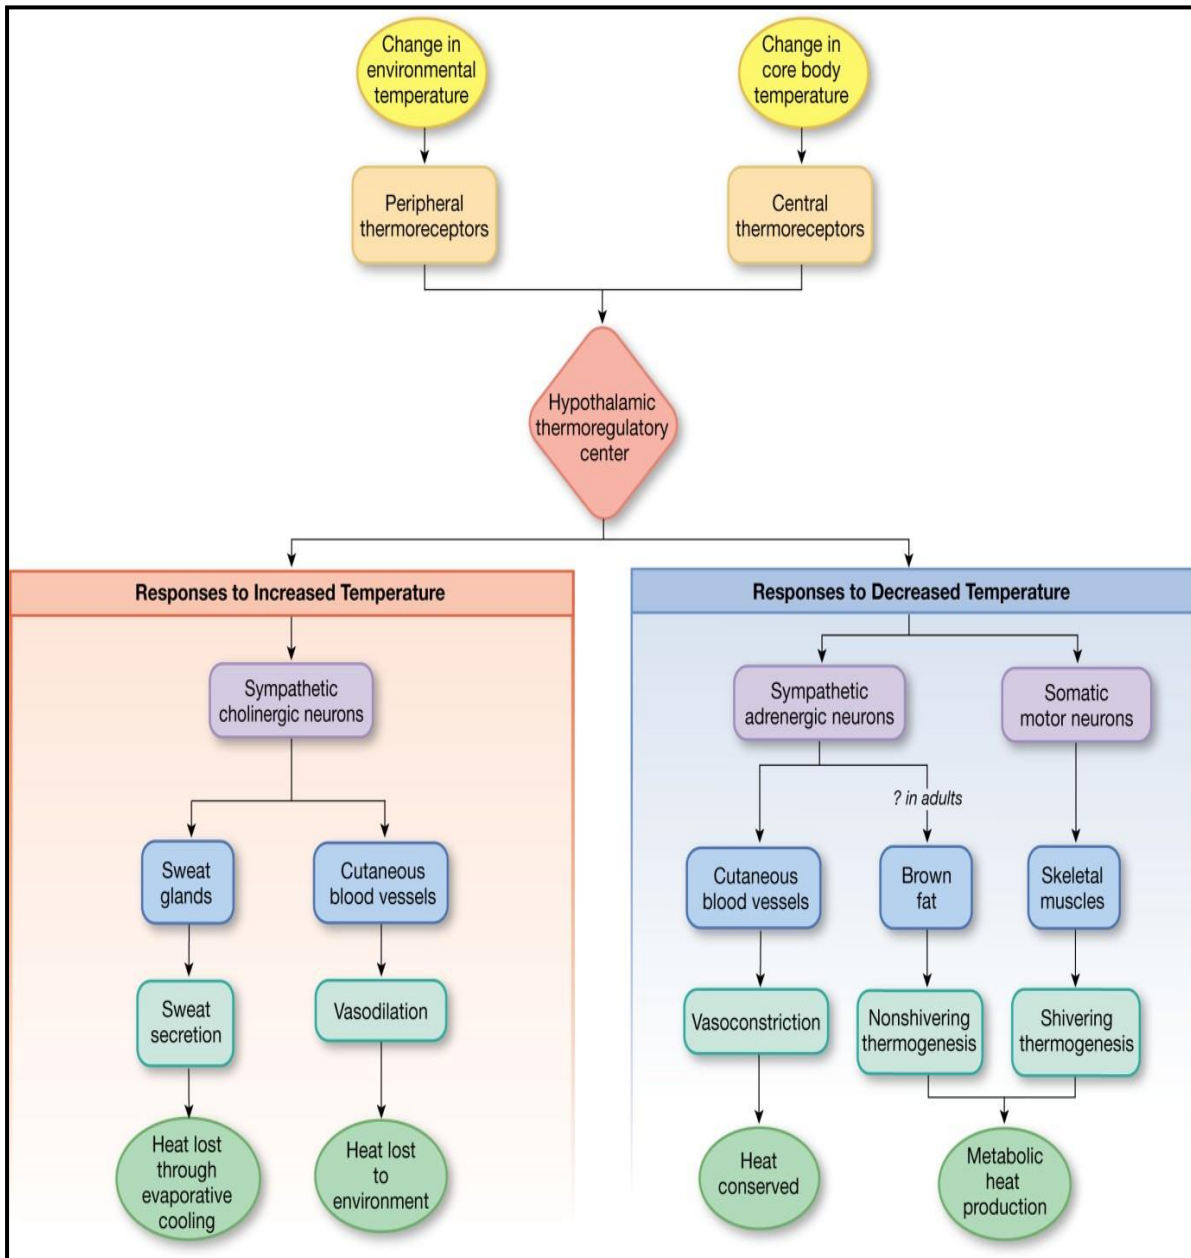 Change in
environmental
temperature
Change in
core body
temperature
Peripheral
thermoreceptors
Central
thermoreceptors
Hypothalamic
thermoregulatory
center
Responses to Increased Temperature
Sympathetic
cholinergic neurons
Sweat
glands
Cutaneous
blood vessels
Sweat
secretion
Vasodilation
Heat lost
through
evaporative
cooling
Heat lost
to
environment
Responses to Decreased Temperature
Sympathetic
adrenergic neurons
Somatic
motor neurons
? in adults
Cutaneous
blood vessels
Brown
fat
Skeletal
muscles
Vasoconstriction
Nonshivering
thermogenesis
Shivering
thermogenesis
Heat
conserved
Metabolic
heat
production